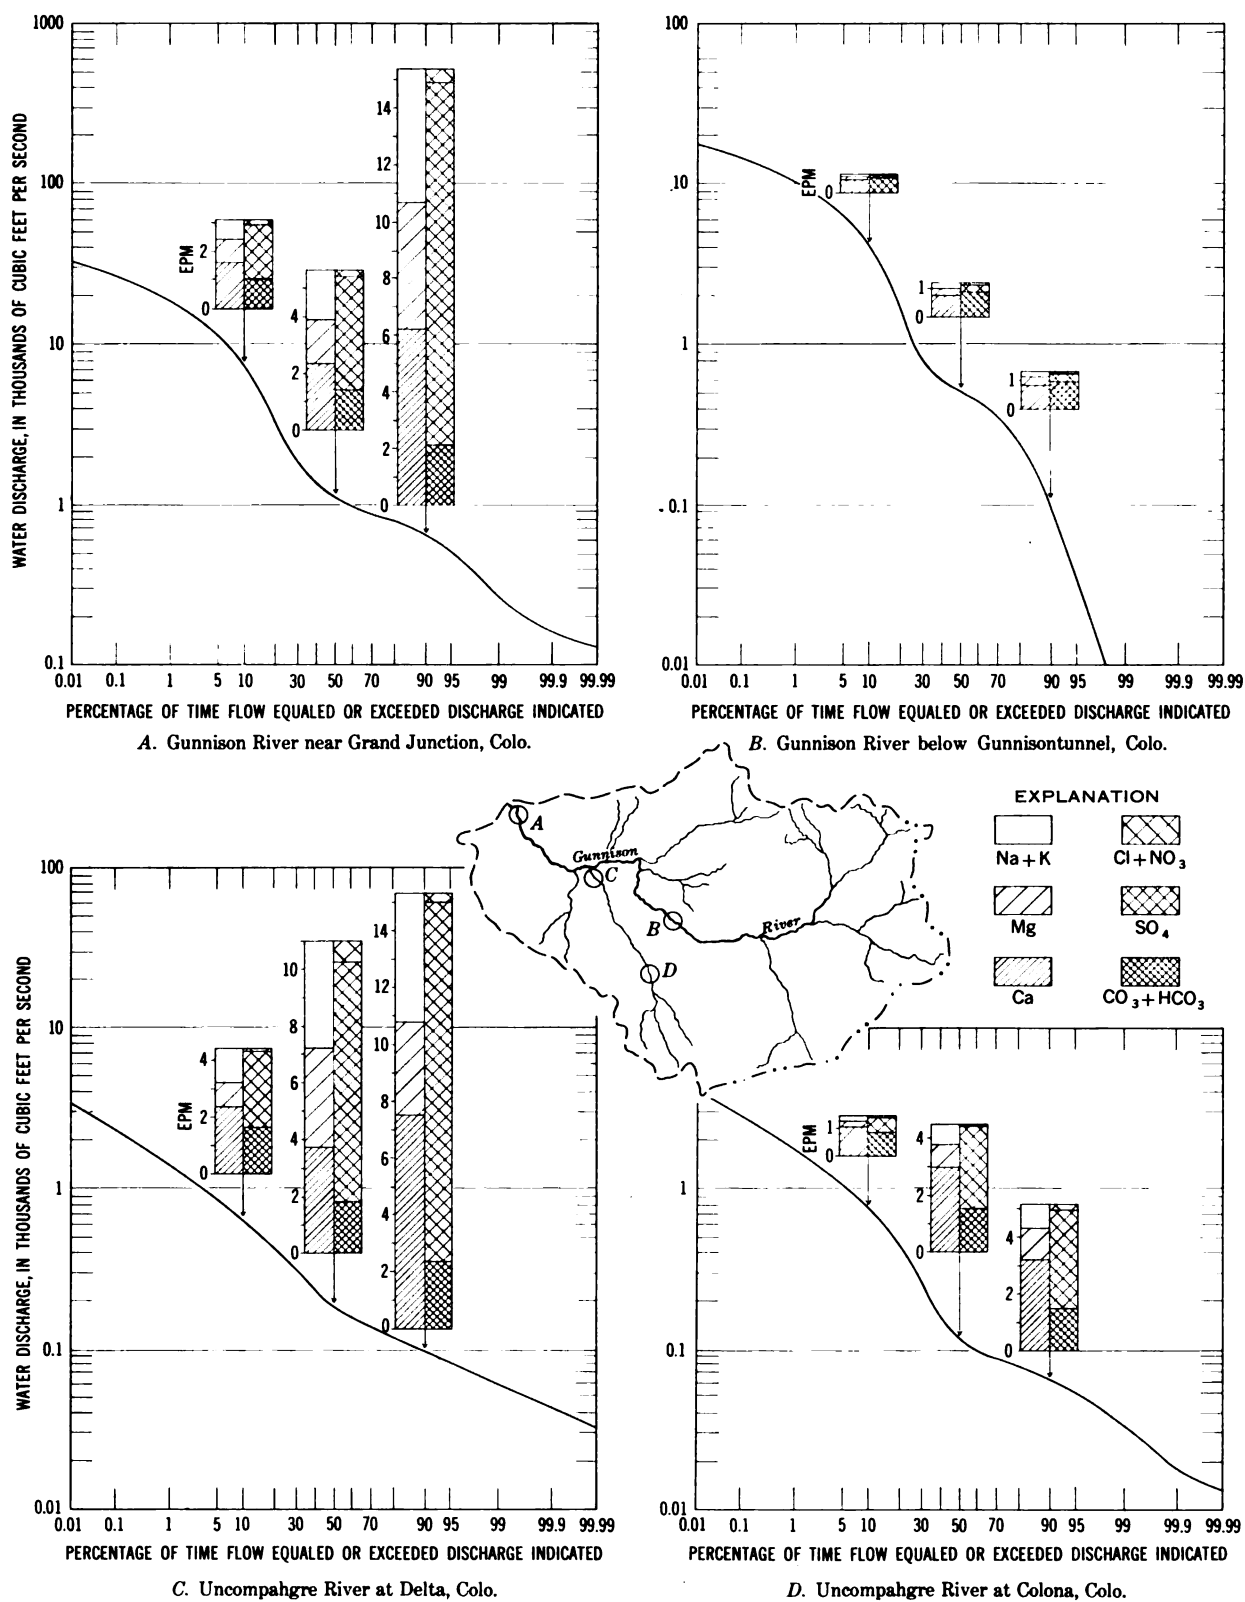 WATER DISCHARGE, IN THOUSANDS OF CUBIC FEET PER SECOND
1000
100
10
1
0.1
EPM
2
0
4
2
0
14
12
10
8
6
4
2
0
0.01 0.1 1 5 10 30 50 70 90 95 99 99.9 99.99
PERCENTAGE OF TIME FLOW EQUALED OR EXCEEDED DISCHARGE INDICATED
A. Gunnison River near Grand Junction, Colo.
100
10
1
0.1
0.01
EPM
0
1
0
1
0
0.01 0.1 1 5 10 30 50 70 90 95 99 99.9 99.99
PERCENTAGE OF TIME FLOW EQUALED OR EXCEEDED DISCHARGE INDICATED
B. Gunnison River below Gunnisontunnel, Colo.
A
Gunnison
C
B
River
D
EXPLANATION
Na+K
Cl+NO3
Mg
SO4
Ca
CO3+HCO3
WATER DISCHARGE, IN THOUSANDS OF CUBIC FEET PER SECOND
100
10
1
0.1
0.01
EPM
4
2
0
10
8
6
4
2
0
14
12
10
8
6
4
2
0
0.01 0.1 1 5 10 30 50 70 90 95 99 99.9 99.99
PERCENTAGE OF TIME FLOW EQUALED OR EXCEEDED DISCHARGE INDICATED
C. Uncompahgre River at Delta, Colo.
1
0.1
0.01
EPM
1
0
4
2
0
4
2
0
0.01 0.1 1 5 10 30 50 70 90 95 99 99.9 99.99
PERCENTAGE OF TIME FLOW EQUALED OR EXCEEDED DISCHARGE INDICATED
D. Uncompahgre River at Colona, Colo.